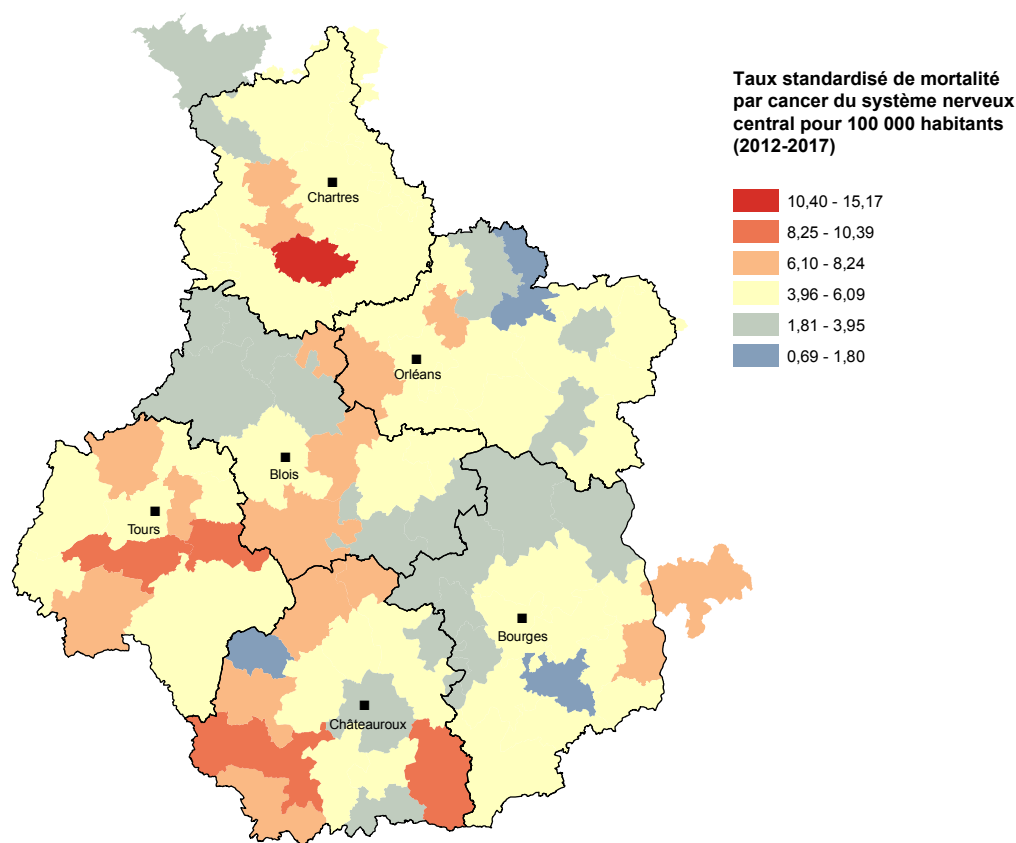 Taux standardisé de mortalité
par cancer du système nerveux
central pour 100 000 habitants
(2012-2017)
10,40 - 15,17
8,25 - 10,39
6,10 - 8,24
3,96 - 6,09
1,81 - 3,95
0,69 - 1,80
Chartres
Orléans
Blois
Tours
Bourges
Châteauroux